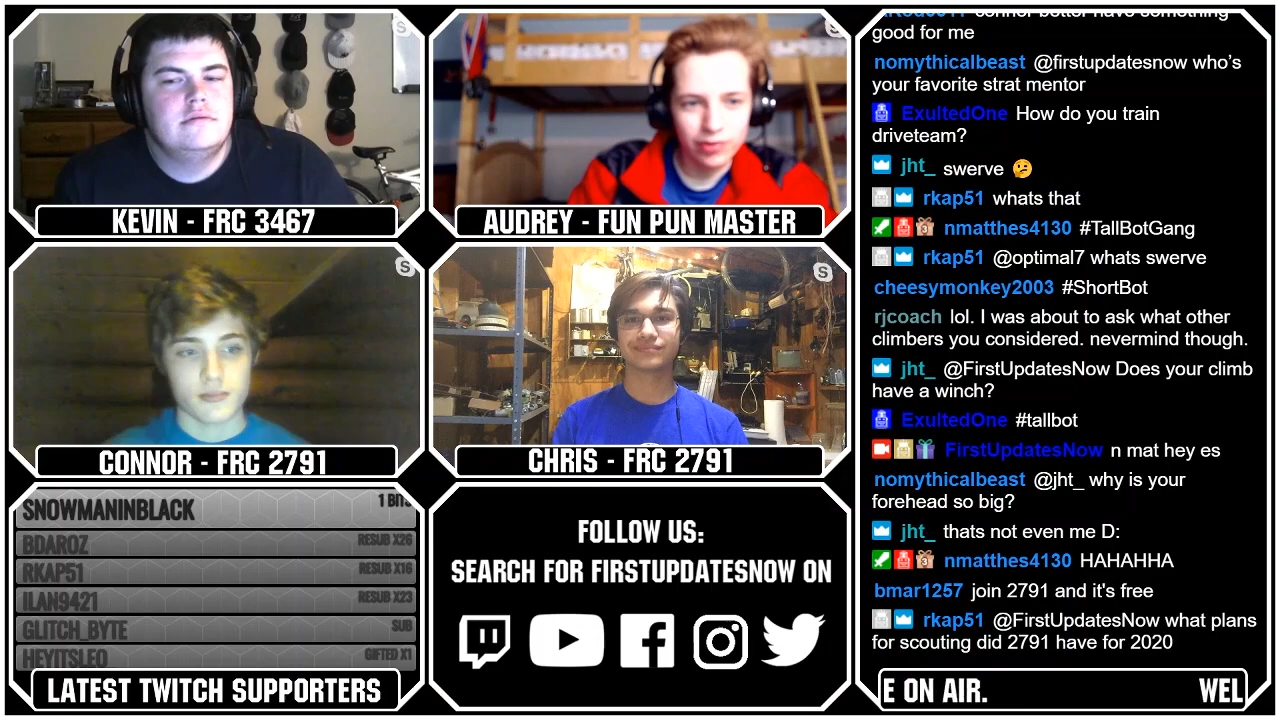 KEVIN - FRC 3467
AUDREY - FUN PUN MASTER
CONNOR - FRC 2791
CHRIS - FRC 2791
SNOWMANINBLACK 1 BITS
BDAROZ RESUB X26
RKAP51 RESUB X16
ILAN9421 RESUB X23
GLITCH_BYTE SUB
HEYITSLEO GIFTED X1
LATEST TWITCH SUPPORTERS
FOLLOW US:
SEARCH FOR FIRSTUPDATESNOW ON
good for me
nomythicalbeast @firstupdatesnow who's
your favorite strat mentor
ExultedOne How do you train
driveteam?
jht_ swerve 🤔
rkap51 whats that
nmatthes4130 #TallBotGang
rkap51 @optimal7 whats swerve
cheesymonkey2003 #ShortBot
rjcoach lol. I was about to ask what other
climbers you considered. nevermind though.
jht_ @FirstUpdatesNow Does your climb
have a winch?
ExultedOne #tallbot
FirstUpdatesNow n mat hey es
nomythicalbeast @jht_ why is your
forehead so big?
jht_ thats not even me D:
nmatthes4130 HAHAHHA
bmar1257 join 2791 and it's free
rkap51 @FirstUpdatesNow what plans
for scouting did 2791 have for 2020
E ON AIR. WEL